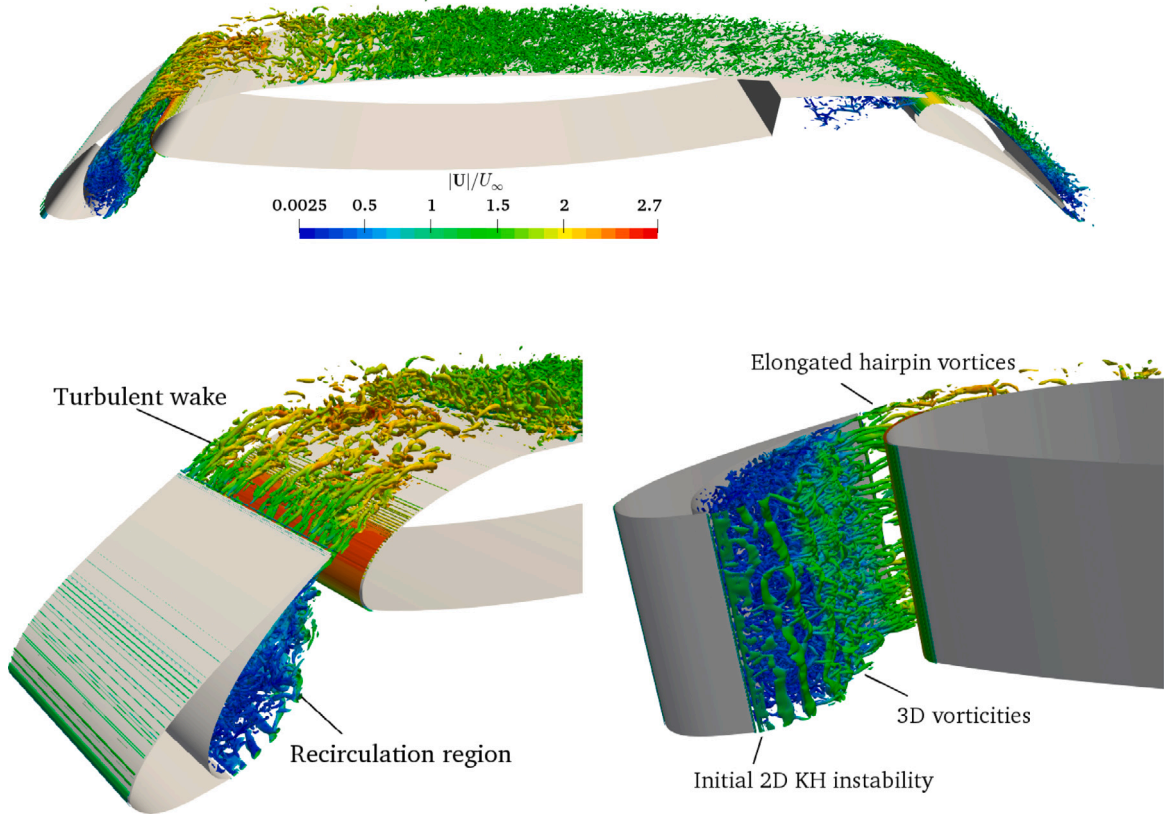 |U|/U∞
0.0025 0.5 1 1.5 2 2.7
Elongated hairpin vortices
Turbulent wake
3D vorticities
Recirculation region
Initial 2D KH instability